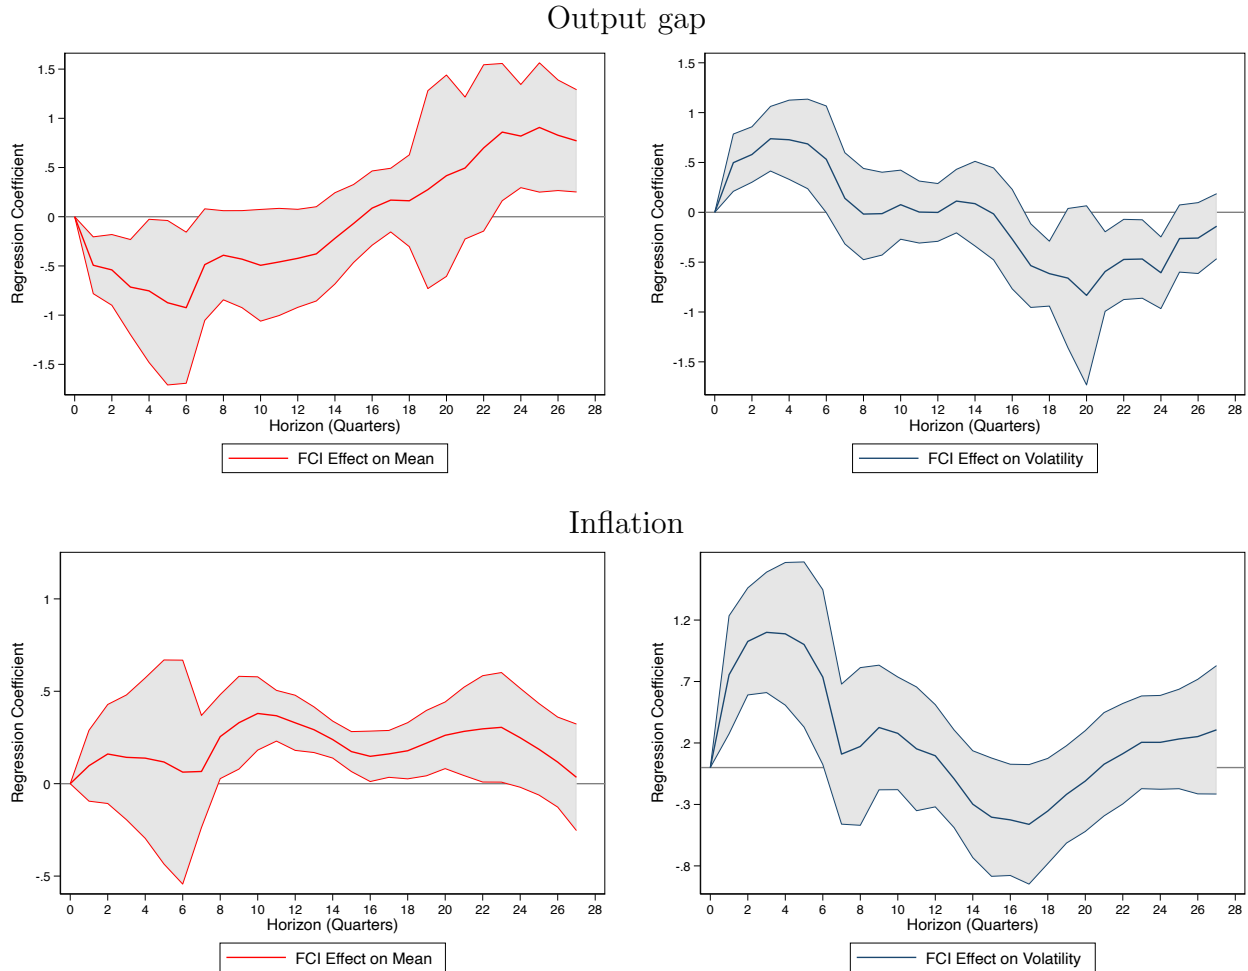 Output gap
Regression Coefficient
1.5
1
.5
0
-.5
-1
-1.5
0 2 4 6 8 10 12 14 16 18 20 22 24 26 28
Horizon (Quarters)
FCI Effect on Mean
Regression Coefficient
1.5
1
.5
0
-.5
-1
-1.5
0 2 4 6 8 10 12 14 16 18 20 22 24 26 28
Horizon (Quarters)
FCI Effect on Volatility
Inflation
Regression Coefficient
1
.5
0
-.5
0 2 4 6 8 10 12 14 16 18 20 22 24 26 28
Horizon (Quarters)
FCI Effect on Mean
Regression Coefficient
1.2
.7
.2
-.3
-.8
0 2 4 6 8 10 12 14 16 18 20 22 24 26 28
Horizon (Quarters)
FCI Effect on Volatility